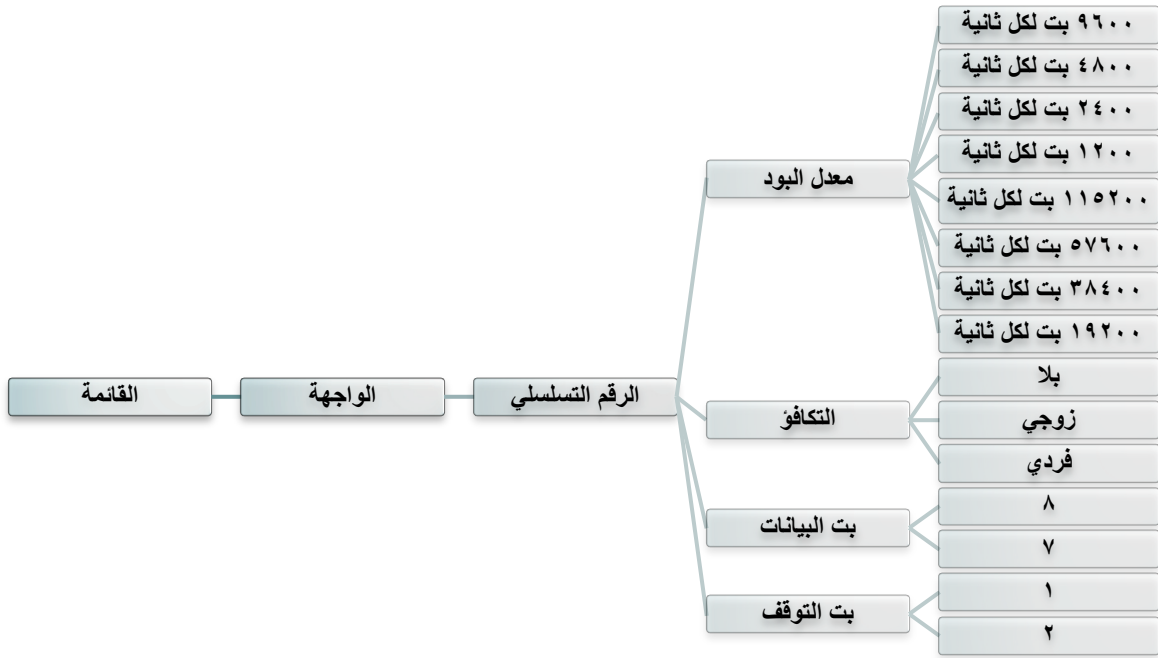 القائمة
الواجهة
الرقم التسلسلي
معدل البود
٩٦٠٠ بت لكل ثانية
٤٨٠٠ بت لكل ثانية
٢٤٠٠ بت لكل ثانية
١٢٠٠ بت لكل ثانية
١١٥٢٠٠ بت لكل ثانية
٥٧٦٠٠ بت لكل ثانية
٣٨٤٠٠ بت لكل ثانية
١٩٢٠٠ بت لكل ثانية
التكافؤ
بلا
زوجي
فردي
بت البيانات
٨
٧
بت التوقف
١
٢